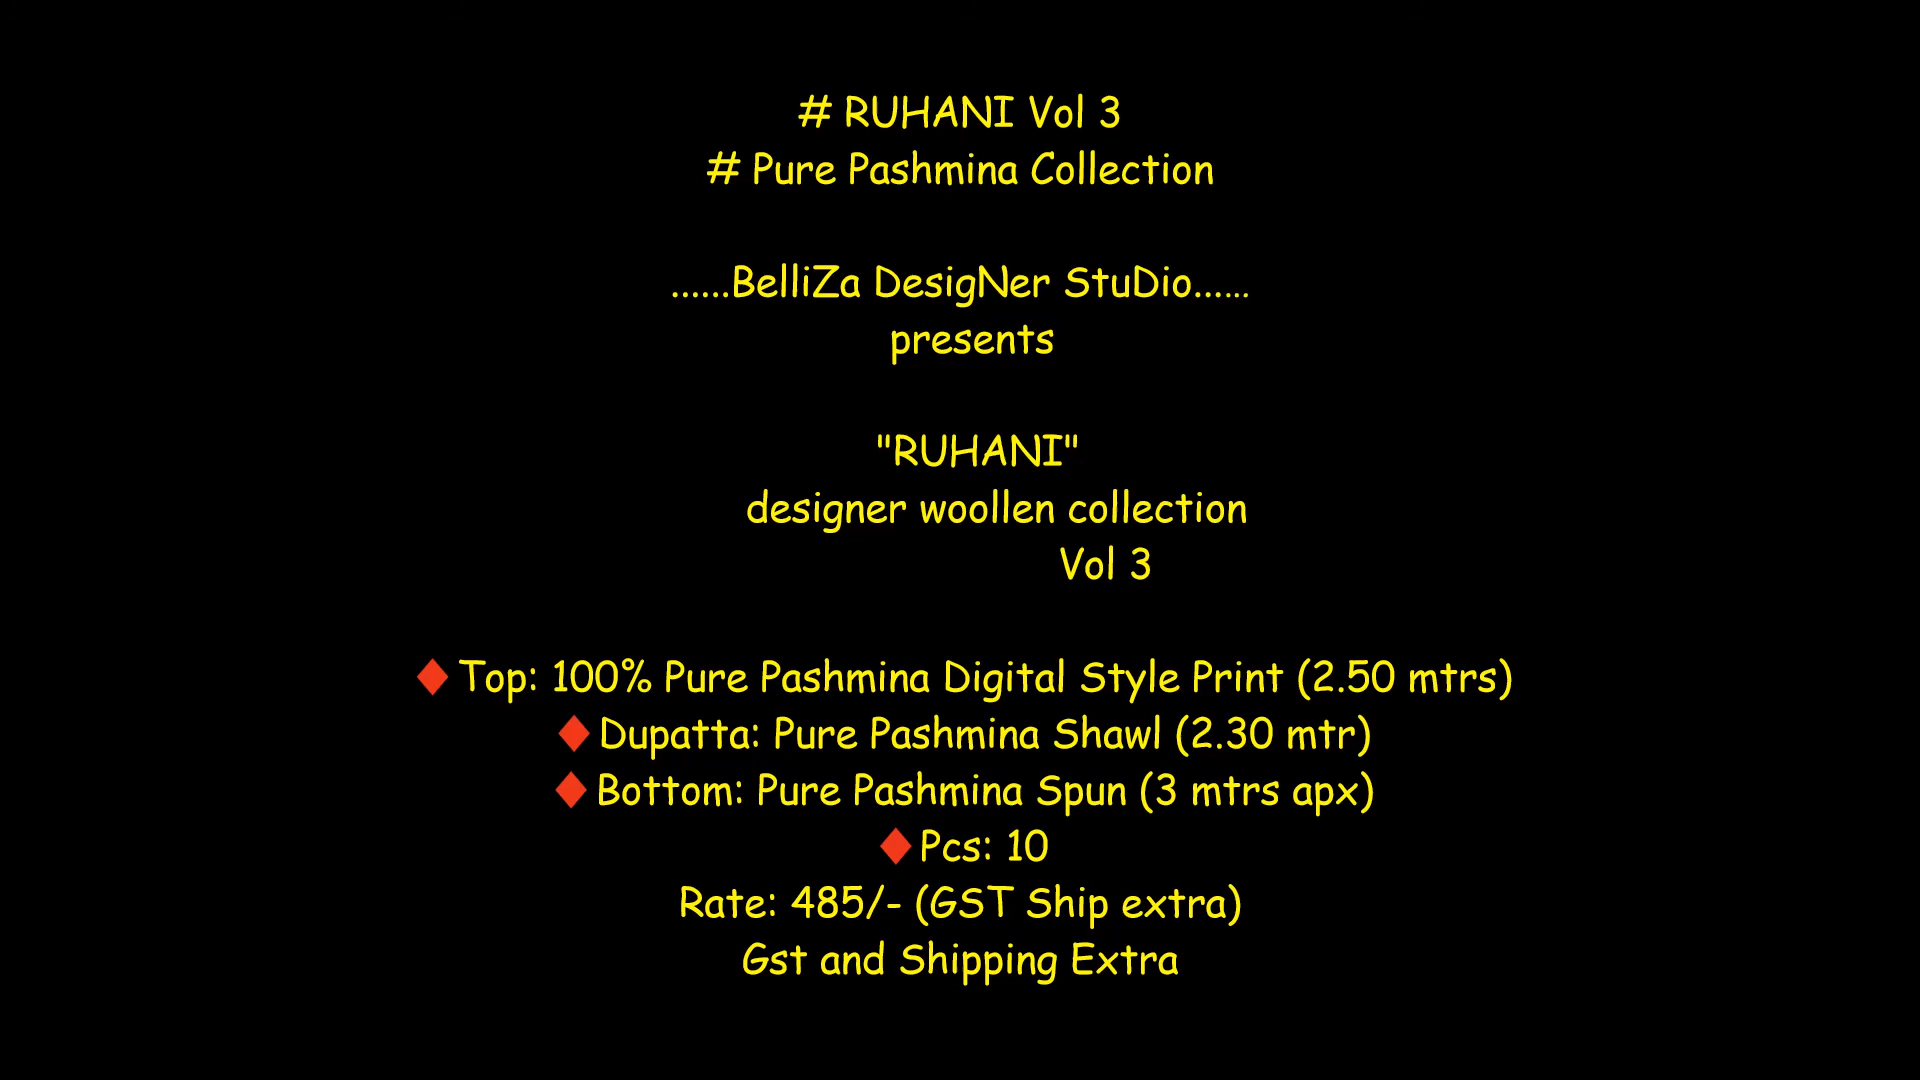 # RUHANI Vol 3
# Pure Pashmina Collection
......BelliZa DesigNer StuDio......
presents
"RUHANI"
designer woollen collection
Vol 3
♦Top: 100% Pure Pashmina Digital Style Print (2.50 mtrs)
♦Dupatta: Pure Pashmina Shawl (2.30 mtr)
♦Bottom: Pure Pashmina Spun (3 mtrs apx)
♦Pcs: 10
Rate: 485/- (GST Ship extra)
Gst and Shipping Extra